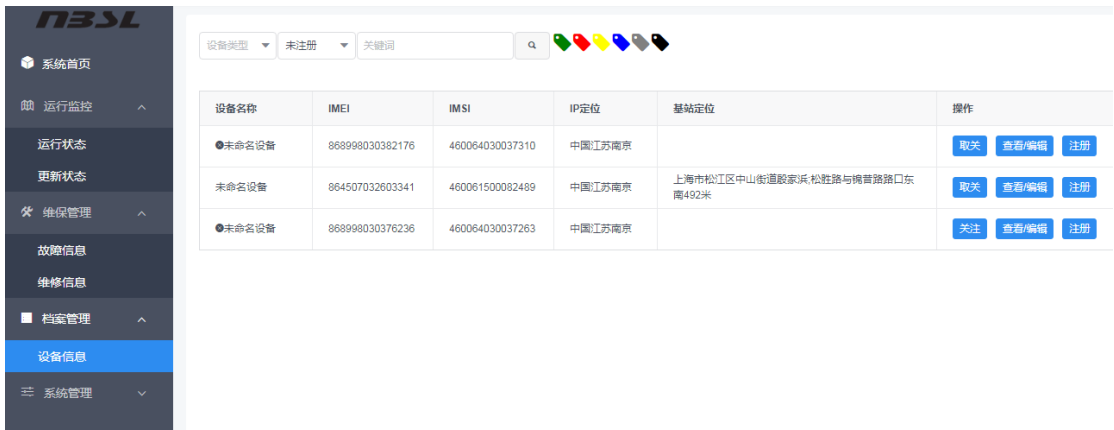 NBSL
系统首页
运行监控
运行状态
更新状态
维保管理
故障信息
维修信息
档案管理
设备信息
系统管理
设备类型 未注册 关键词
设备名称 IMEI IMSI IP定位 基站定位 操作
未命名设备 868998030382176 460064030037310 中国江苏南京 取关 查看/编辑 注册
未命名设备 864507032603341 460061500082489 中国江苏南京 上海市松江区中山街道殷家浜;松胜路与锦昔路路口东
南492米 取关 查看/编辑 注册
未命名设备 868998030376236 460064030037263 中国江苏南京 关注 查看/编辑 注册